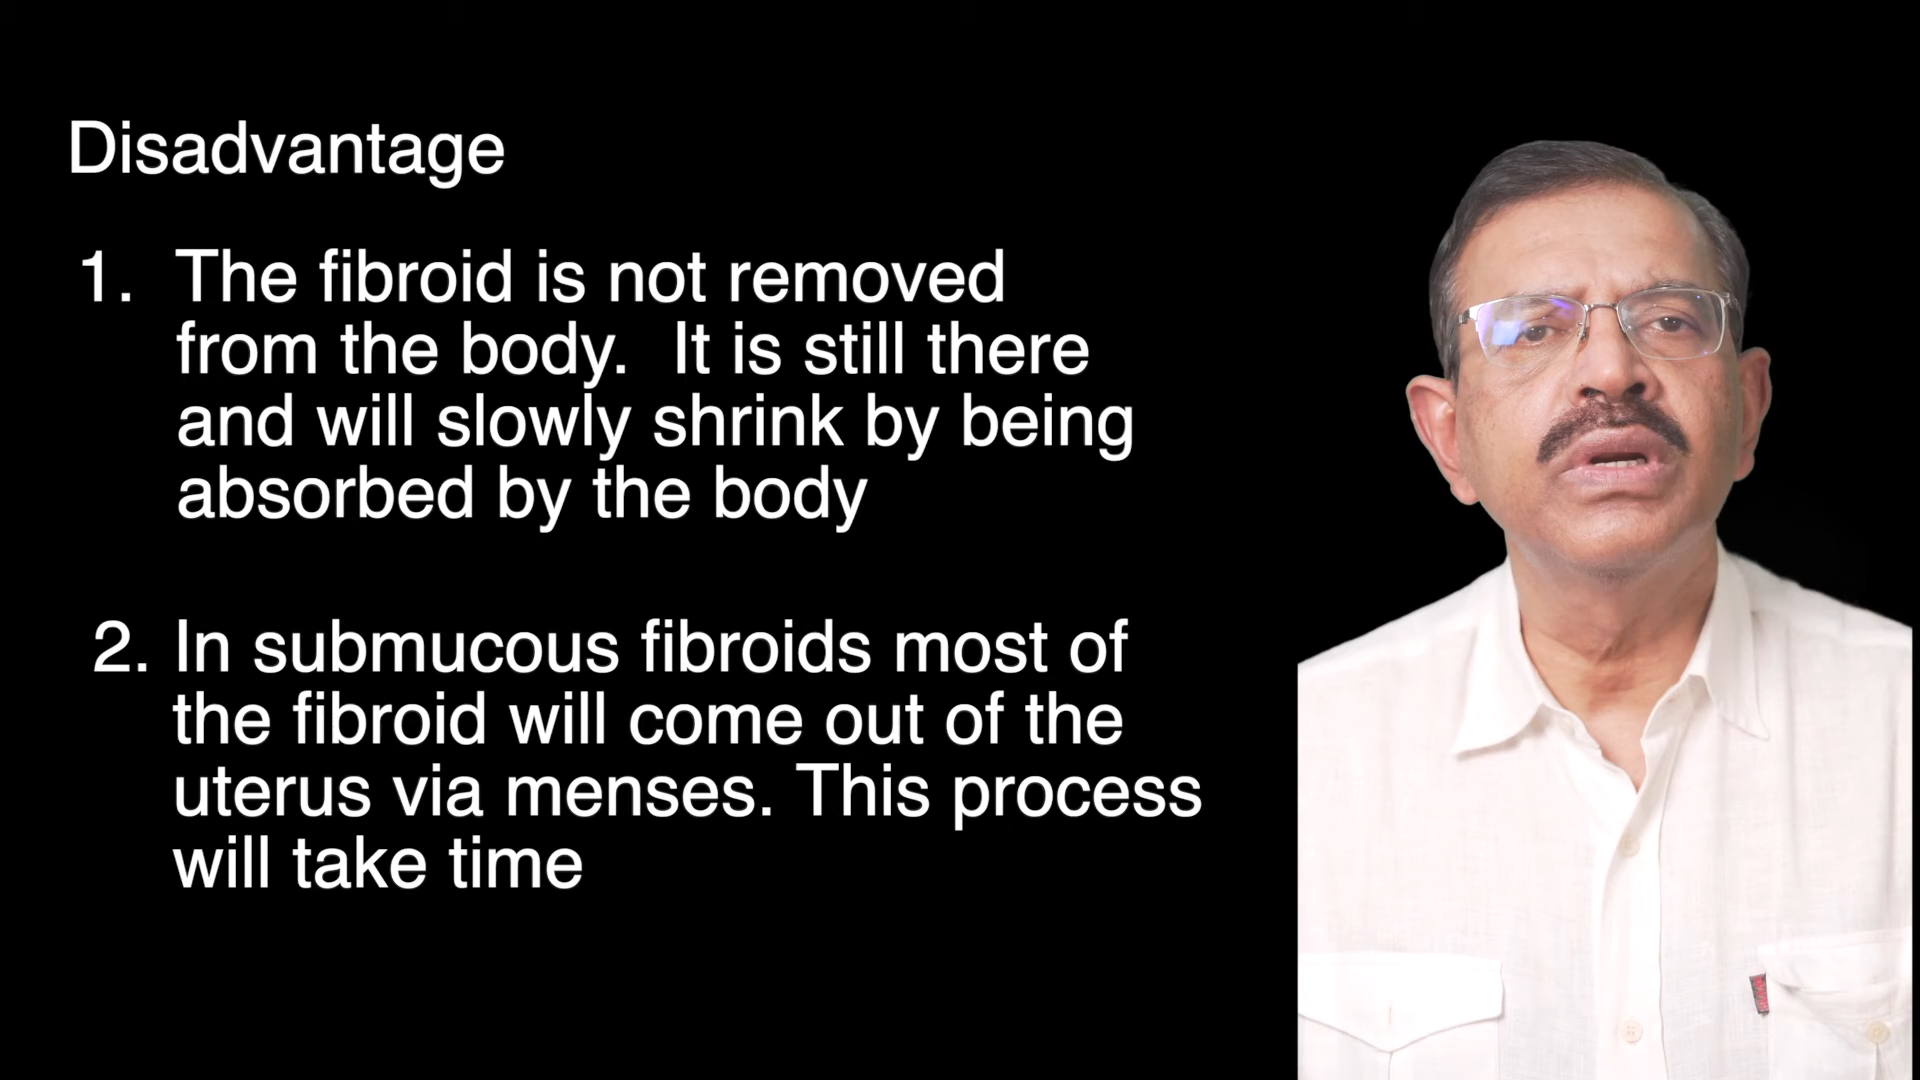 Disadvantage
1. The fibroid is not removed
from the body. It is still there
and will slowly shrink by being
absorbed by the body
2. In submucous fibroids most of
the fibroid will come out of the
uterus via menses. This process
will take time